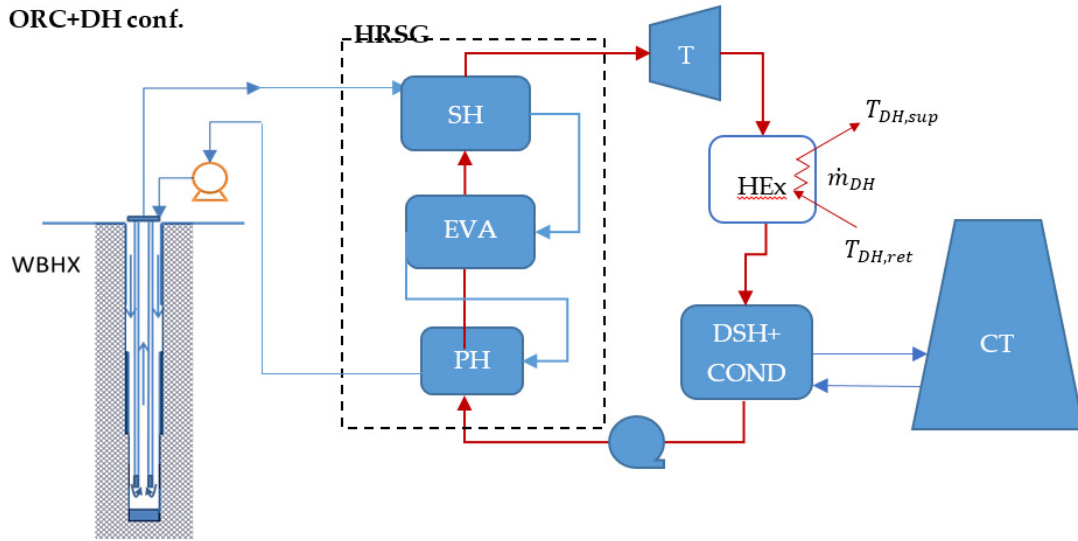 ORC+DH conf.
HRSG
T
SH
T_{DH,sup}
HEx
ṁ_{DH}
EVA
WBHX
T_{DH,ret}
DSH+
COND
CT
PH